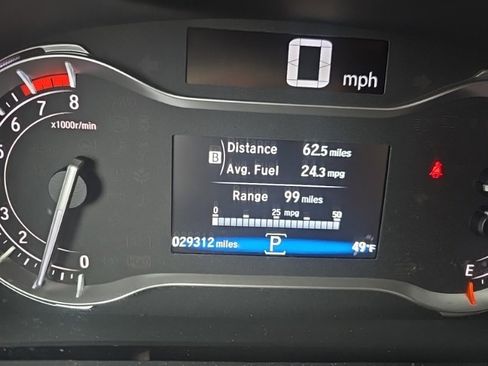 0 mph
8
7
6
x1000r/min
5
2
1
0
B
Distance 62.5 miles
Avg. Fuel 24.3 mpg
Range 99 miles
0 25 mpg 50
029312 miles P 49°F
E